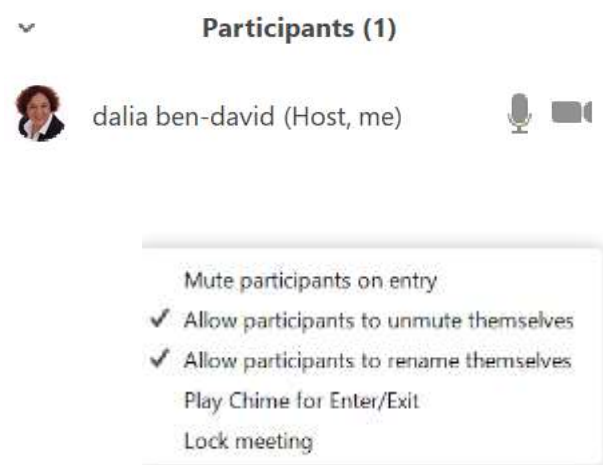 Participants (1)
dalia ben-david (Host, me)
Mute participants on entry
Allow participants to unmute themselves
Allow participants to rename themselves
Play Chime for Enter/Exit
Lock meeting